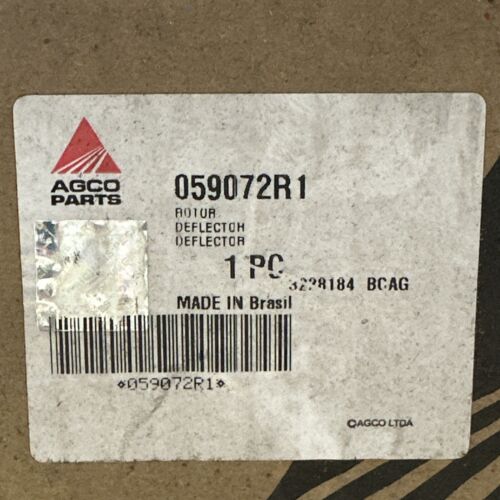 AGCO
PARTS
059072R1
ROTOR
DEFLECTOR
DEFLECTOR
1 PC
3228184 BCAG
MADE IN Brasil
*059072R1*
©AGCO LTDA